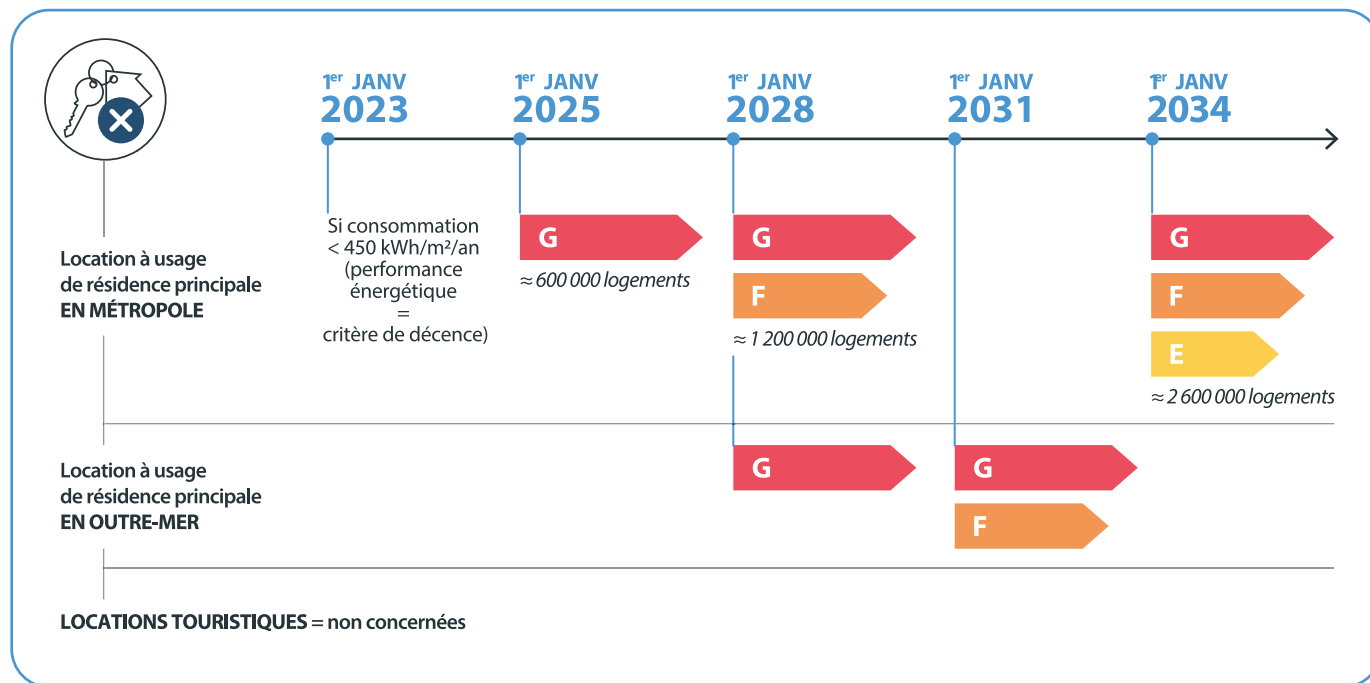 1er JANV
2023
1er JANV
2025
1er JANV
2028
1er JANV
2031
1er JANV
2034
Location à usage
de résidence principale
EN MÉTROPOLE
Si consommation
< 450 kWh/m²/an
(performance
énergétique
=
critère de décence)
G
≈ 600 000 logements
G
F
≈ 1 200 000 logements
G
F
E
≈ 2 600 000 logements
Location à usage
de résidence principale
EN OUTRE-MER
G
G
F
LOCATIONS TOURISTIQUES = non concernées